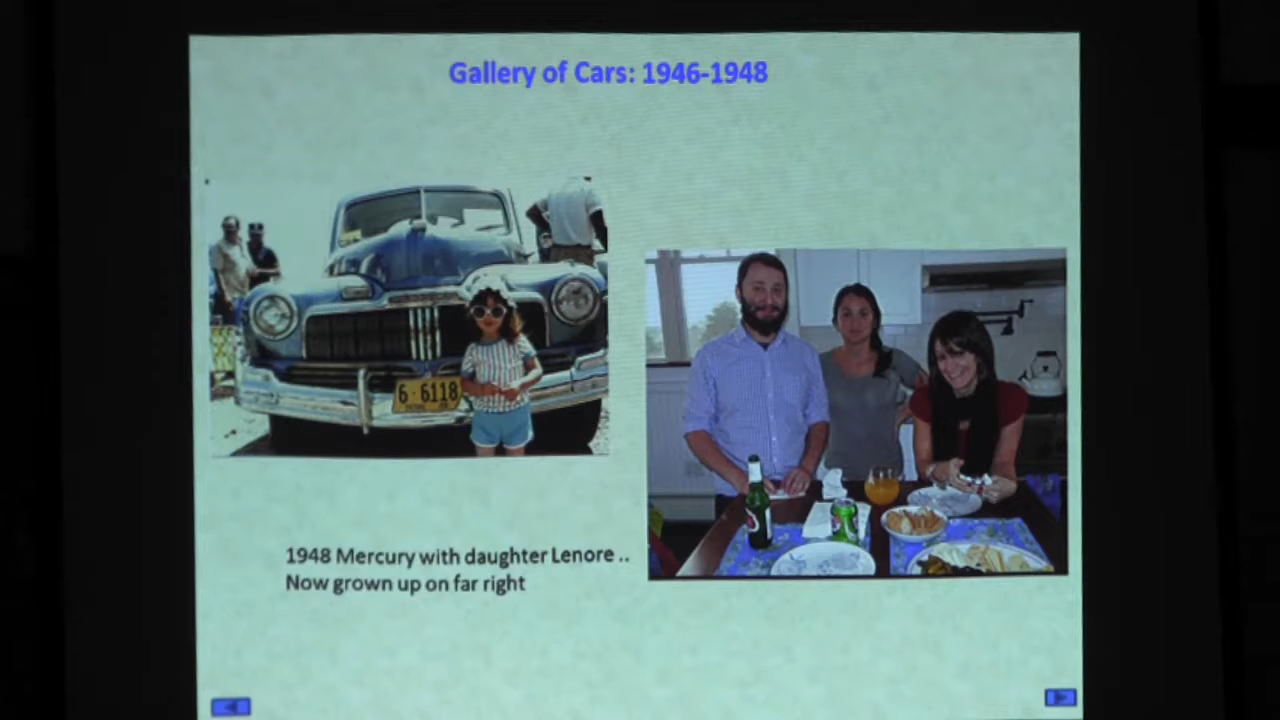 Gallery of Cars: 1946-1948
6·6118
1948 Mercury with daughter Lenore ..
Now grown up on far right